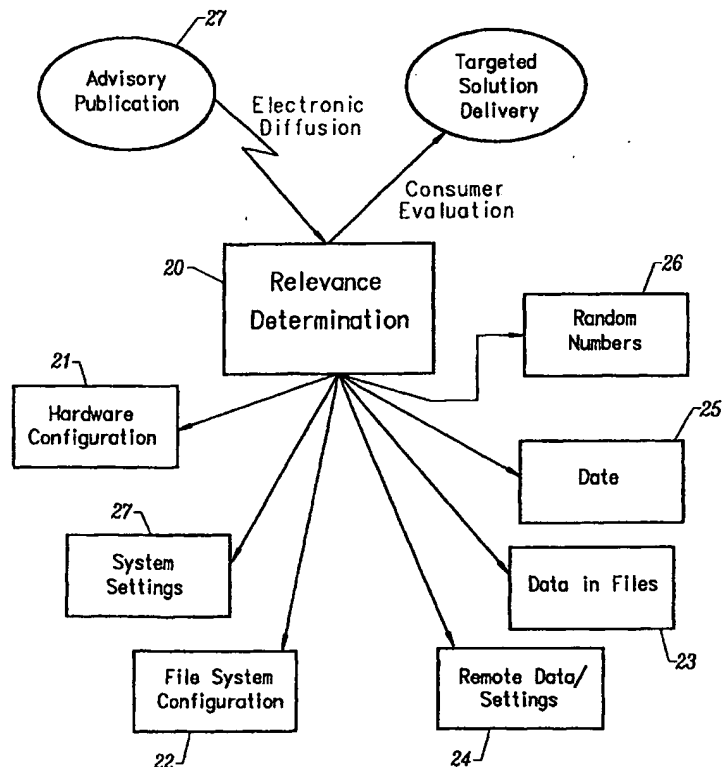 27
Advisory
Publication
Targeted
Solution
Delivery
Electronic
Diffusion
Consumer
Evaluation
20
Relevance
Determination
26
Random
Numbers
21
Hardware
Configuration
25
Date
27
System
Settings
Data in Files
23
File System
Configuration
22
Remote Data/
Settings
24